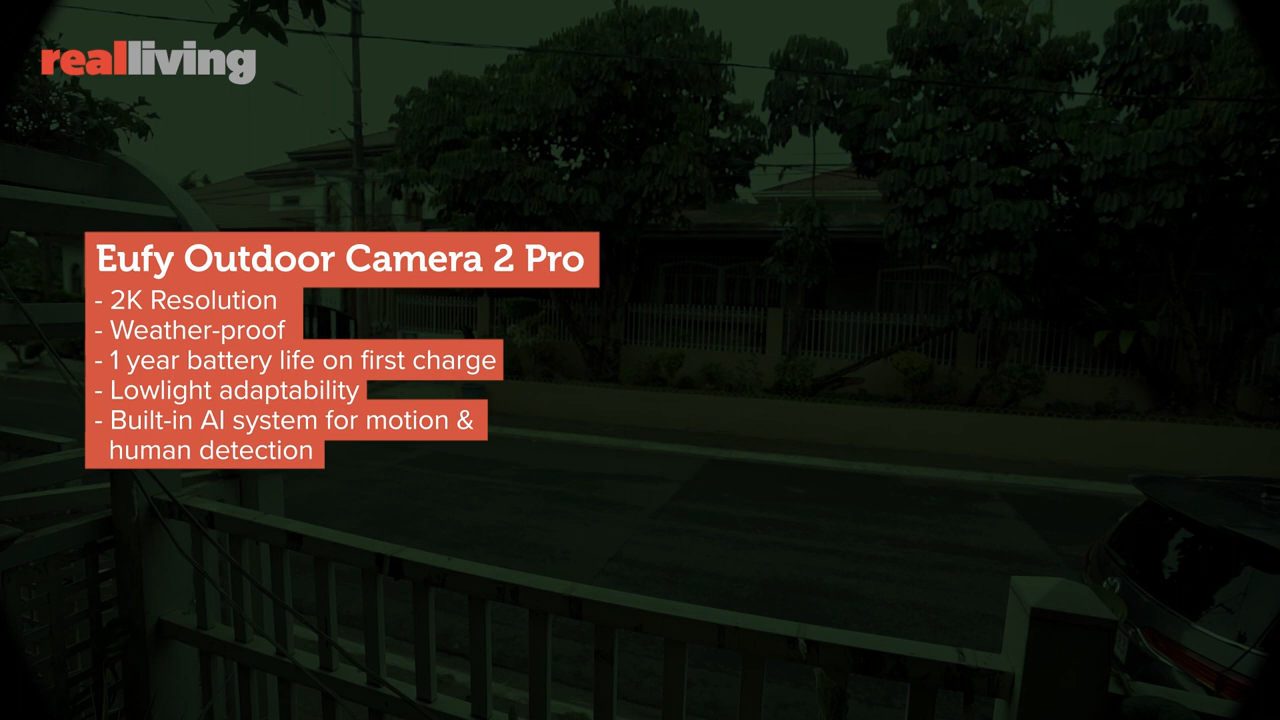 realliving
Eufy Outdoor Camera 2 Pro
- 2K Resolution
- Weather-proof
- 1 year battery life on first charge
- Lowlight adaptability
- Built-in AI system for motion &
human detection